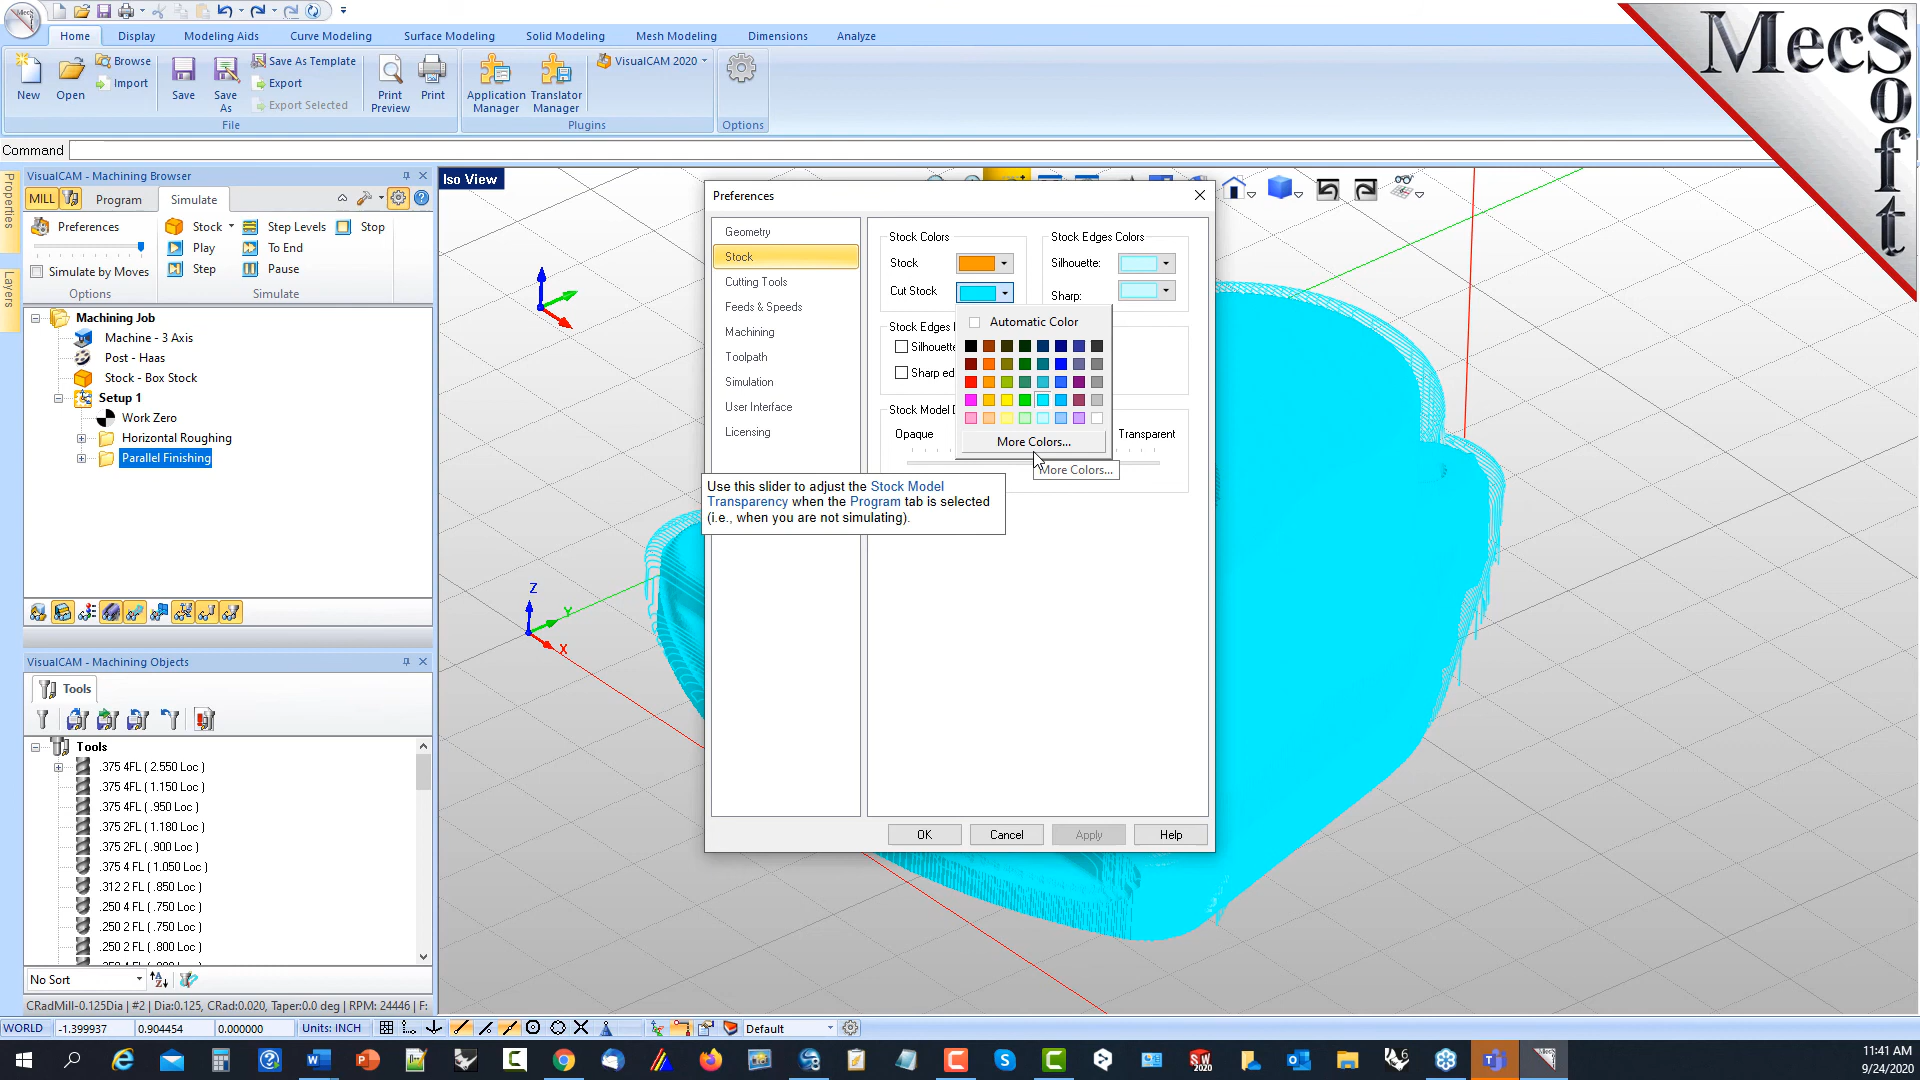 MecSoft
Home Display Modeling Aids Curve Modeling Surface Modeling Solid Modeling Mesh Modeling Dimensions Analyze
New
Open
Browse
Import
Save
Save As
Save As Template
Export
Export Selected
Print Preview
Print
Application Manager
Translator Manager
VisualCAM 2020
File
Plugins
Options
Command
Properties
Layers
VisualCAM - Machining Browser
MILL Program Simulate
Preferences
Simulate by Moves
Options
Stock Step Levels Stop
Play To End
Step Pause
Simulate
Machining Job
Machine - 3 Axis
Post - Haas
Stock - Box Stock
Setup 1
Work Zero
Horizontal Roughing
Parallel Finishing
VisualCAM - Machining Objects
Tools
Tools
.375 4FL ( 2.550 Loc )
.375 4FL ( 1.150 Loc )
.375 4FL ( .950 Loc )
.375 2FL ( 1.180 Loc )
.375 2FL ( .900 Loc )
.375 4 FL ( 1.050 Loc )
.312 2 FL ( .850 Loc )
.250 4 FL ( .750 Loc )
.250 2 FL ( .750 Loc )
.250 2 FL ( .800 Loc )
No Sort
CRadMill-0.125Dia | #2 | Dia:0.125, CRad:0.020, Taper:0.0 deg | RPM: 24446 | F:
Iso View
Z
Y
X
Preferences
Geometry
Stock
Cutting Tools
Feeds & Speeds
Machining
Toolpath
Simulation
User Interface
Licensing
Stock Colors
Stock
Cut Stock
Stock Edges Colors
Silhouette:
Sharp:
Stock Edges
Silhouette
Sharp ed
Stock Model D
Opaque Transparent
Automatic Color
More Colors...
More Colors...
Use this slider to adjust the Stock Model
Transparency when the Program tab is selected
(i.e., when you are not simulating).
OK Cancel Apply Help
WORLD -1.399937 0.904454 0.000000 Units: INCH Default
11:41 AM
9/24/2020